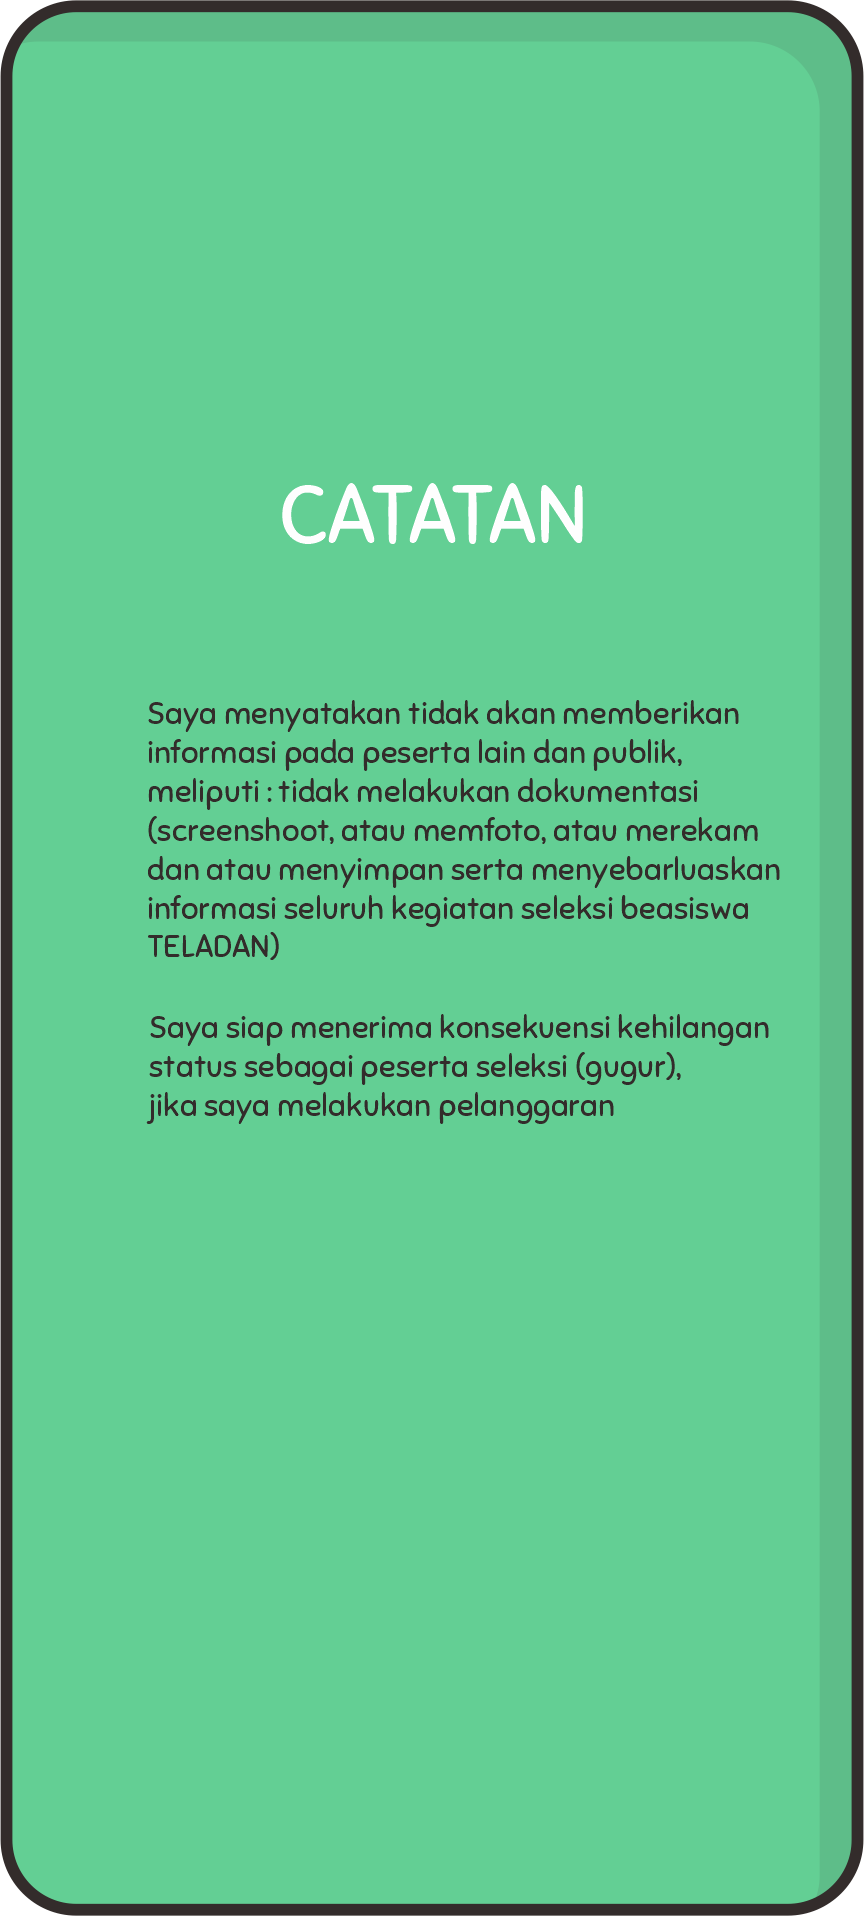 CATATAN
Saya menyatakan tidak akan memberikan
informasi pada peserta lain dan publik,
meliputi : tidak melakukan dokumentasi
(screenshoot, atau memfoto, atau merekam
dan atau menyimpan serta menyebarluaskan
informasi seluruh kegiatan seleksi beasiswa
TELADAN)
Saya siap menerima konsekuensi kehilangan
status sebagai peserta seleksi (gugur),
jika saya melakukan pelanggaran